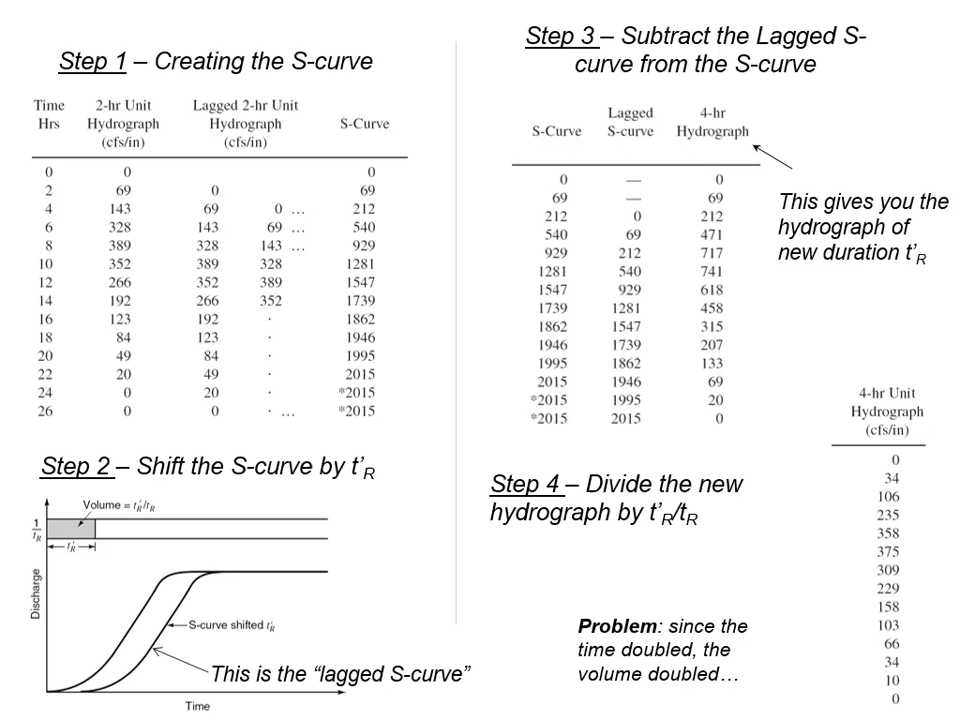 Step 1 – Creating the S-curve
Time 2-hr Unit Lagged 2-hr Unit
Hrs Hydrograph Hydrograph S-Curve
(cfs/in) (cfs/in)
0 0 0
2 69 0 69
4 143 69 0 ... 212
6 328 143 69 ... 540
8 389 328 143 ... 929
10 352 389 328 1281
12 266 352 389 1547
14 192 266 352 1739
16 123 192 · 1862
18 84 123 · 1946
20 49 84 · 1995
22 20 49 · 2015
24 0 20 · *2015
26 0 0 · ... *2015
Step 2 – Shift the S-curve by t'R
Volume = t'R/tR
1/tR
t'R
Discharge
S-curve shifted t'R
This is the “lagged S-curve”
Time
Step 3 – Subtract the Lagged S-
curve from the S-curve
Lagged 4-hr
S-Curve S-curve Hydrograph
0 — 0
69 — 69
212 0 212
540 69 471
929 212 717
1281 540 741
1547 929 618
1739 1281 458
1862 1547 315
1946 1739 207
1995 1862 133
2015 1946 69
*2015 1995 20
*2015 2015 0
This gives you the
hydrograph of
new duration t'R
Step 4 – Divide the new
hydrograph by t'R/tR
Problem: since the
time doubled, the
volume doubled…
4-hr Unit
Hydrograph
(cfs/in)
0
34
106
235
358
375
309
229
158
103
66
34
10
0